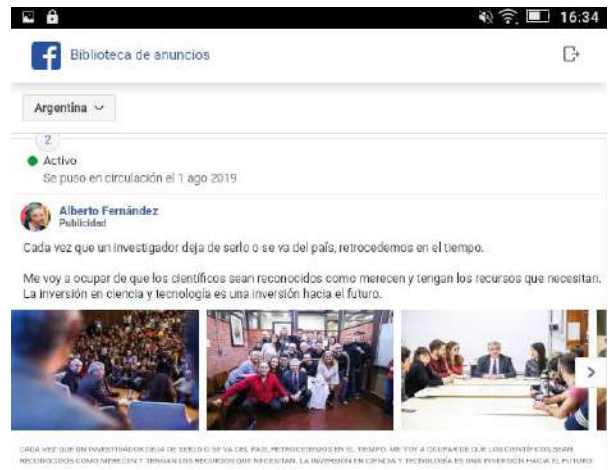 16:34
Biblioteca de anuncios
Argentina
2
Activo
Se puso en circulación el 1 ago 2019
Alberto Fernández
Publicidad
Cada vez que un investigador deja de serlo o se va del país, retrocedemos en el tiempo.
Me voy a ocupar de que los científicos sean reconocidos como merecen y tengan los recursos que necesitan.
La inversión en ciencia y tecnología es una inversión hacia el futuro.
CADA VEZ QUE UN INVESTIGADOR DEJA DE SERLO O SE VA DEL PAÍS, RETROCEDEMOS EN EL TIEMPO. ME VOY A OCUPAR DE QUE LOS CIENTÍFICOS SEAN
RECONOCIDOS COMO MERECEN Y TENGAN LOS RECURSOS QUE NECESITAN. LA INVERSIÓN EN CIENCIA Y TECNOLOGÍA ES UNA INVERSIÓN HACIA EL FUTURO